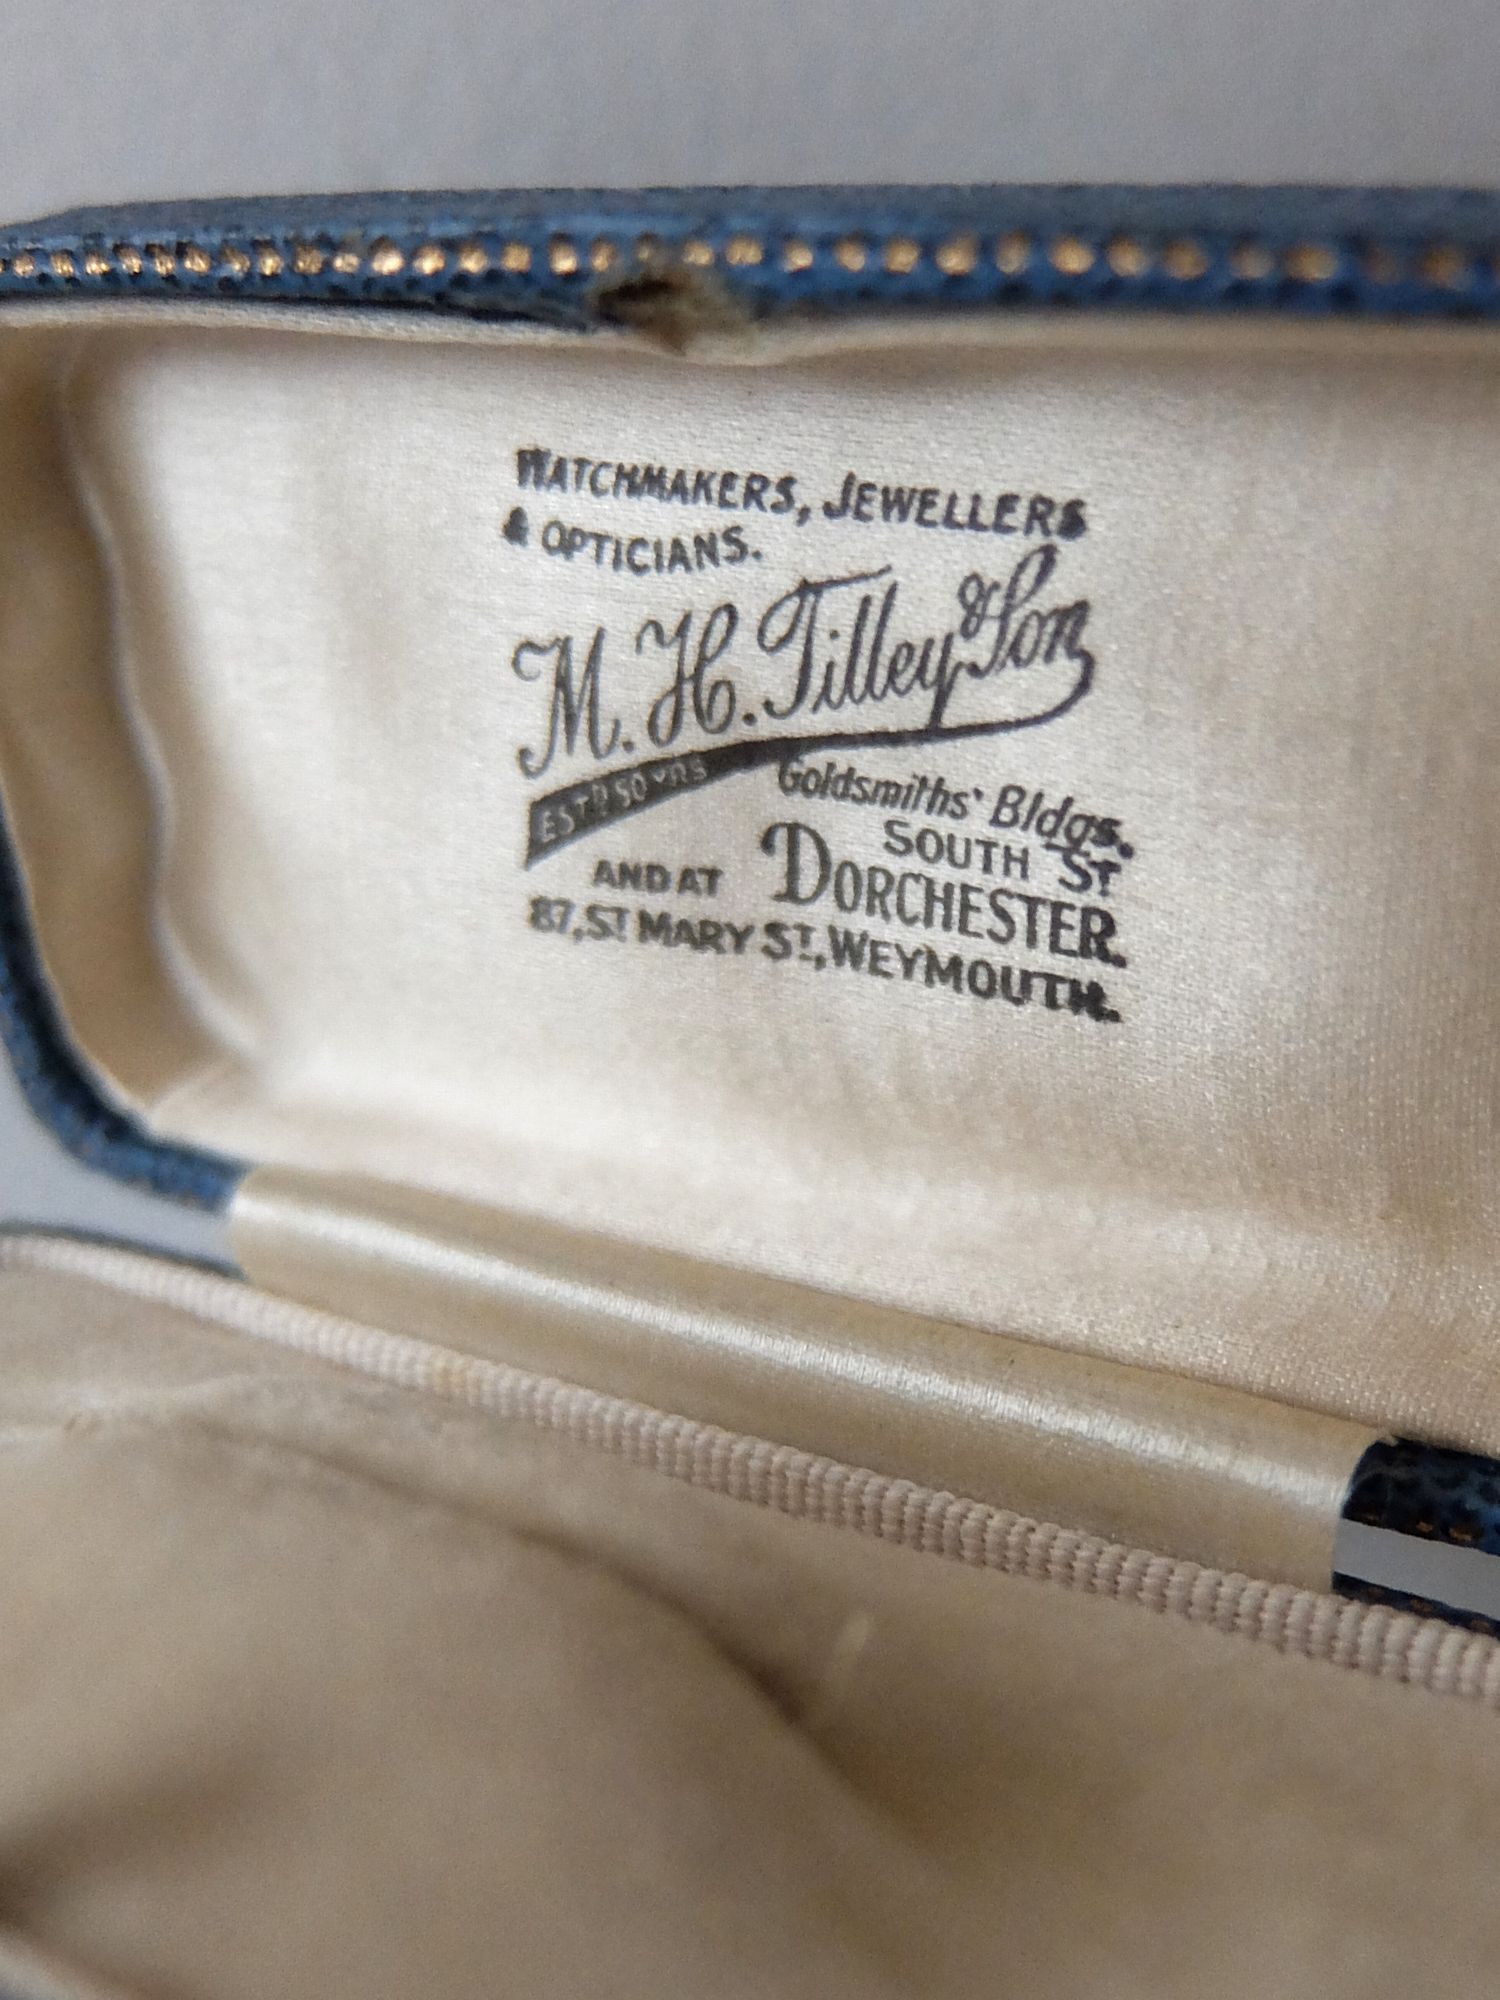 WATCHMAKERS, JEWELLERS
& OPTICIANS.
M. H. Tilley & Son
ESTD 50 YRS
Goldsmiths' Bldgs.
SOUTH ST
AND AT DORCHESTER.
87, ST MARY ST, WEYMOUTH.